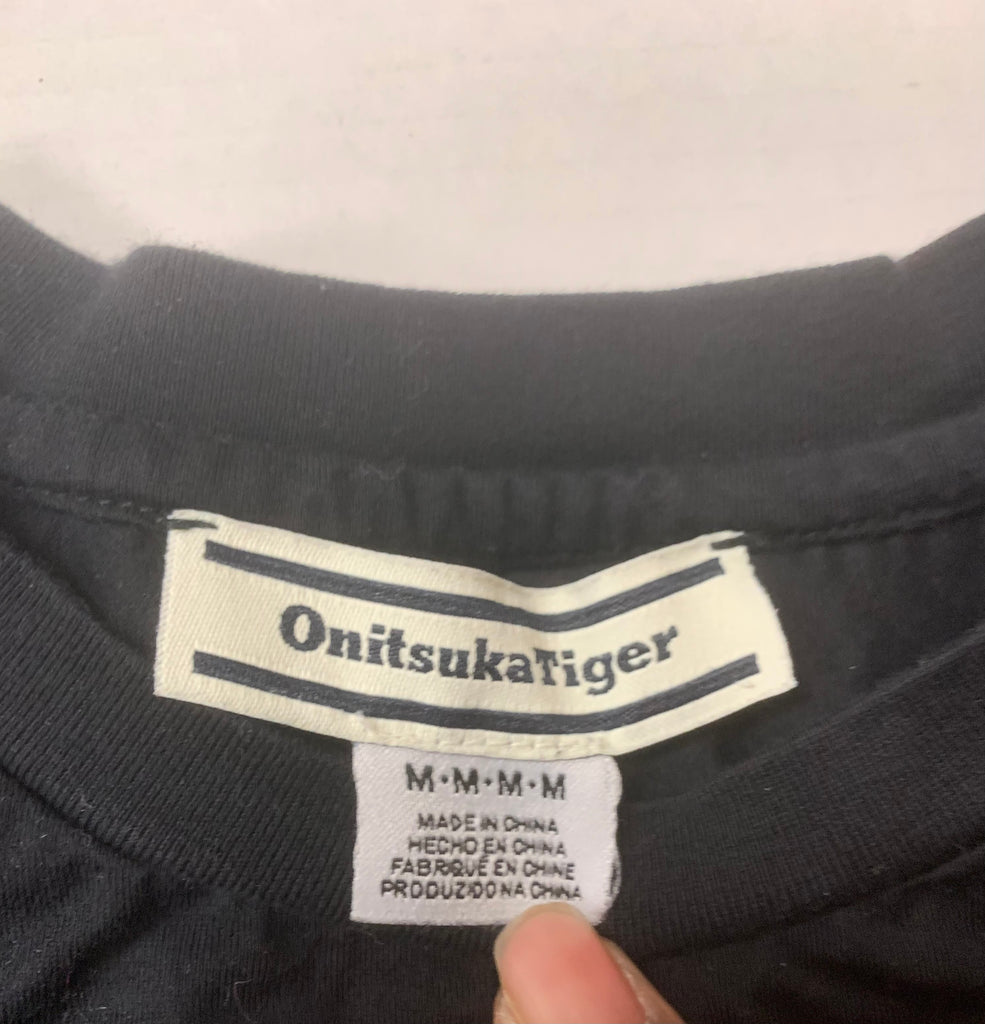 OnitsukaTiger
M·M·M·M
MADE IN CHINA
HECHO EN CHINA
FABRIQUÉ EN CHINE
PRODUZIDO NA CHINA